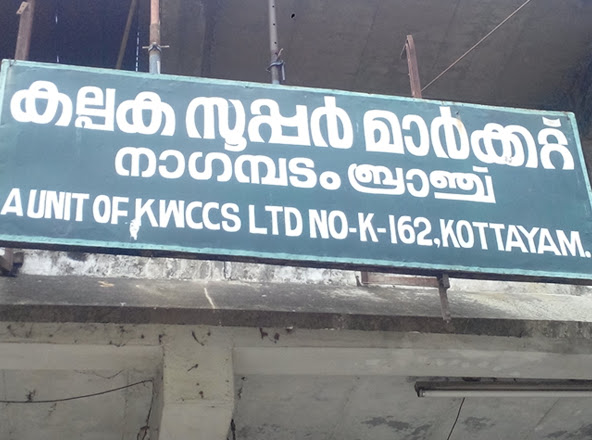 കല്പക സൂപ്പർ മാർക്കറ്റ്
നാഗമ്പടം ബ്രാഞ്ച്
A UNIT OF KWCCS LTD NO-K-162, KOTTAYAM.